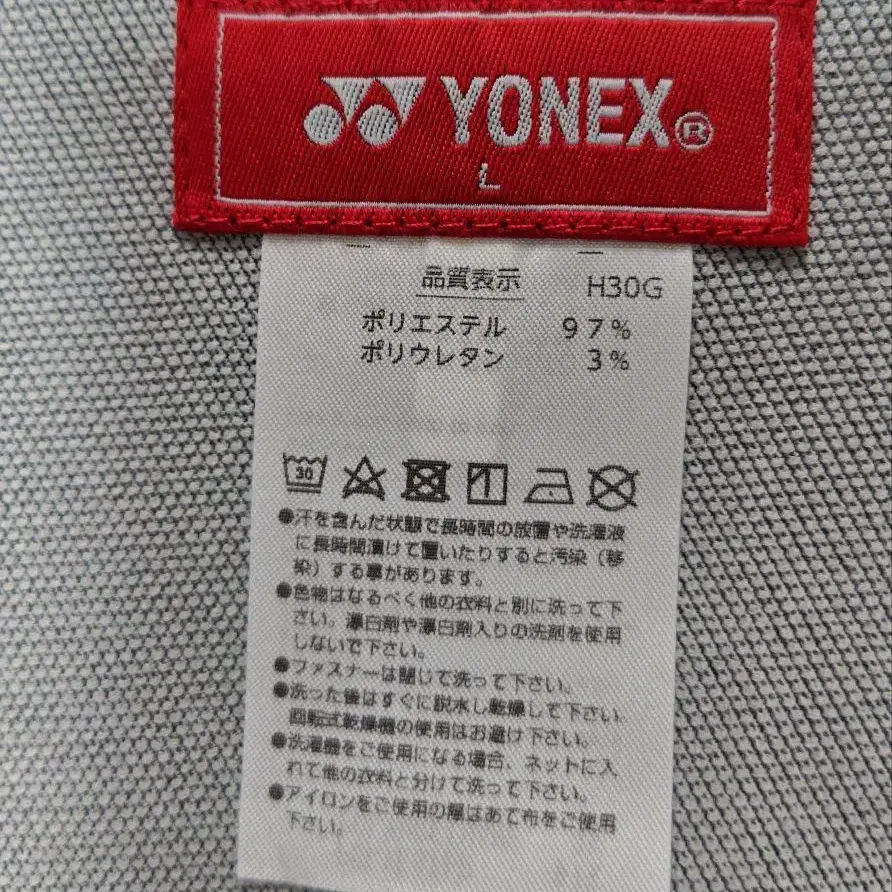 YONEX®
L
品質表示 H30G
ポリエステル 97%
ポリウレタン 3%
30
●汗を含んだ状態で長時間の放置や洗濯液
に長時間漬けて置いたりすると汚染（移
染）する事があります。
●色物はなるべく他の衣料と別に洗って下
さい。漂白剤や漂白剤入りの洗剤を使用
しないで下さい。
●ファスナーは閉けて洗って下さい。
●洗った後はすぐに脱水し乾燥して下さい。
回転式乾燥機の使用はお避け下さい。
●洗濯機をご使用になる場合、ネットに入
れて他の衣料と分けて洗って下さい。
●アイロンをご使用の際はあて布をご使用
下さい。